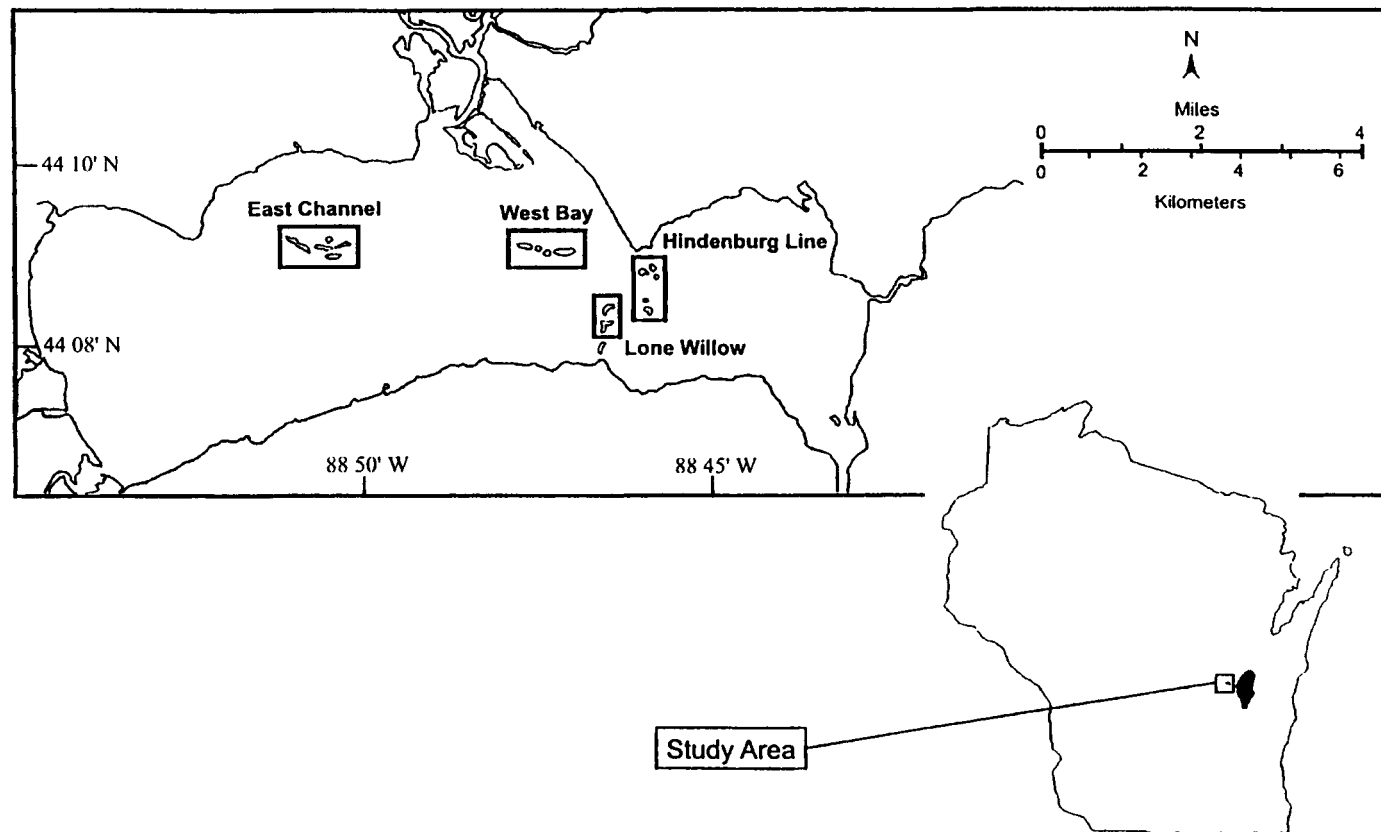 N
Miles
0 2 4
0 2 4 6
Kilometers
44 10' N
East Channel
West Bay
Hindenburg Line
44 08' N
Lone Willow
88 50' W
88 45' W
Study Area